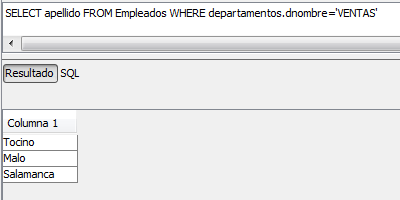 SELECT apellido FROM Empleados WHERE departamentos.dnombre='VENTAS'
Resultado SQL
Columna 1
Tocino
Malo
Salamanca